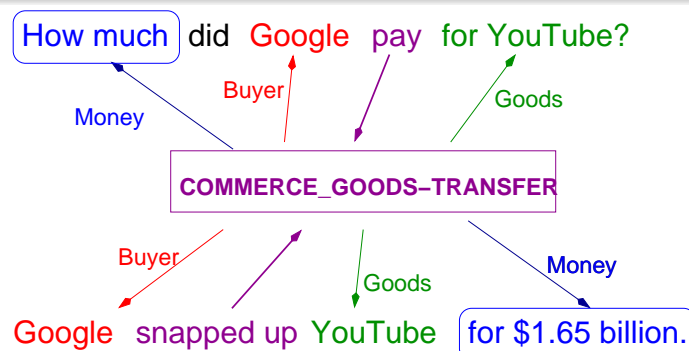 How much did Google pay for YouTube?
Buyer
Goods
Money
COMMERCE_GOODS–TRANSFER
Buyer
Money
Goods
Google snapped up YouTube for $1.65 billion.